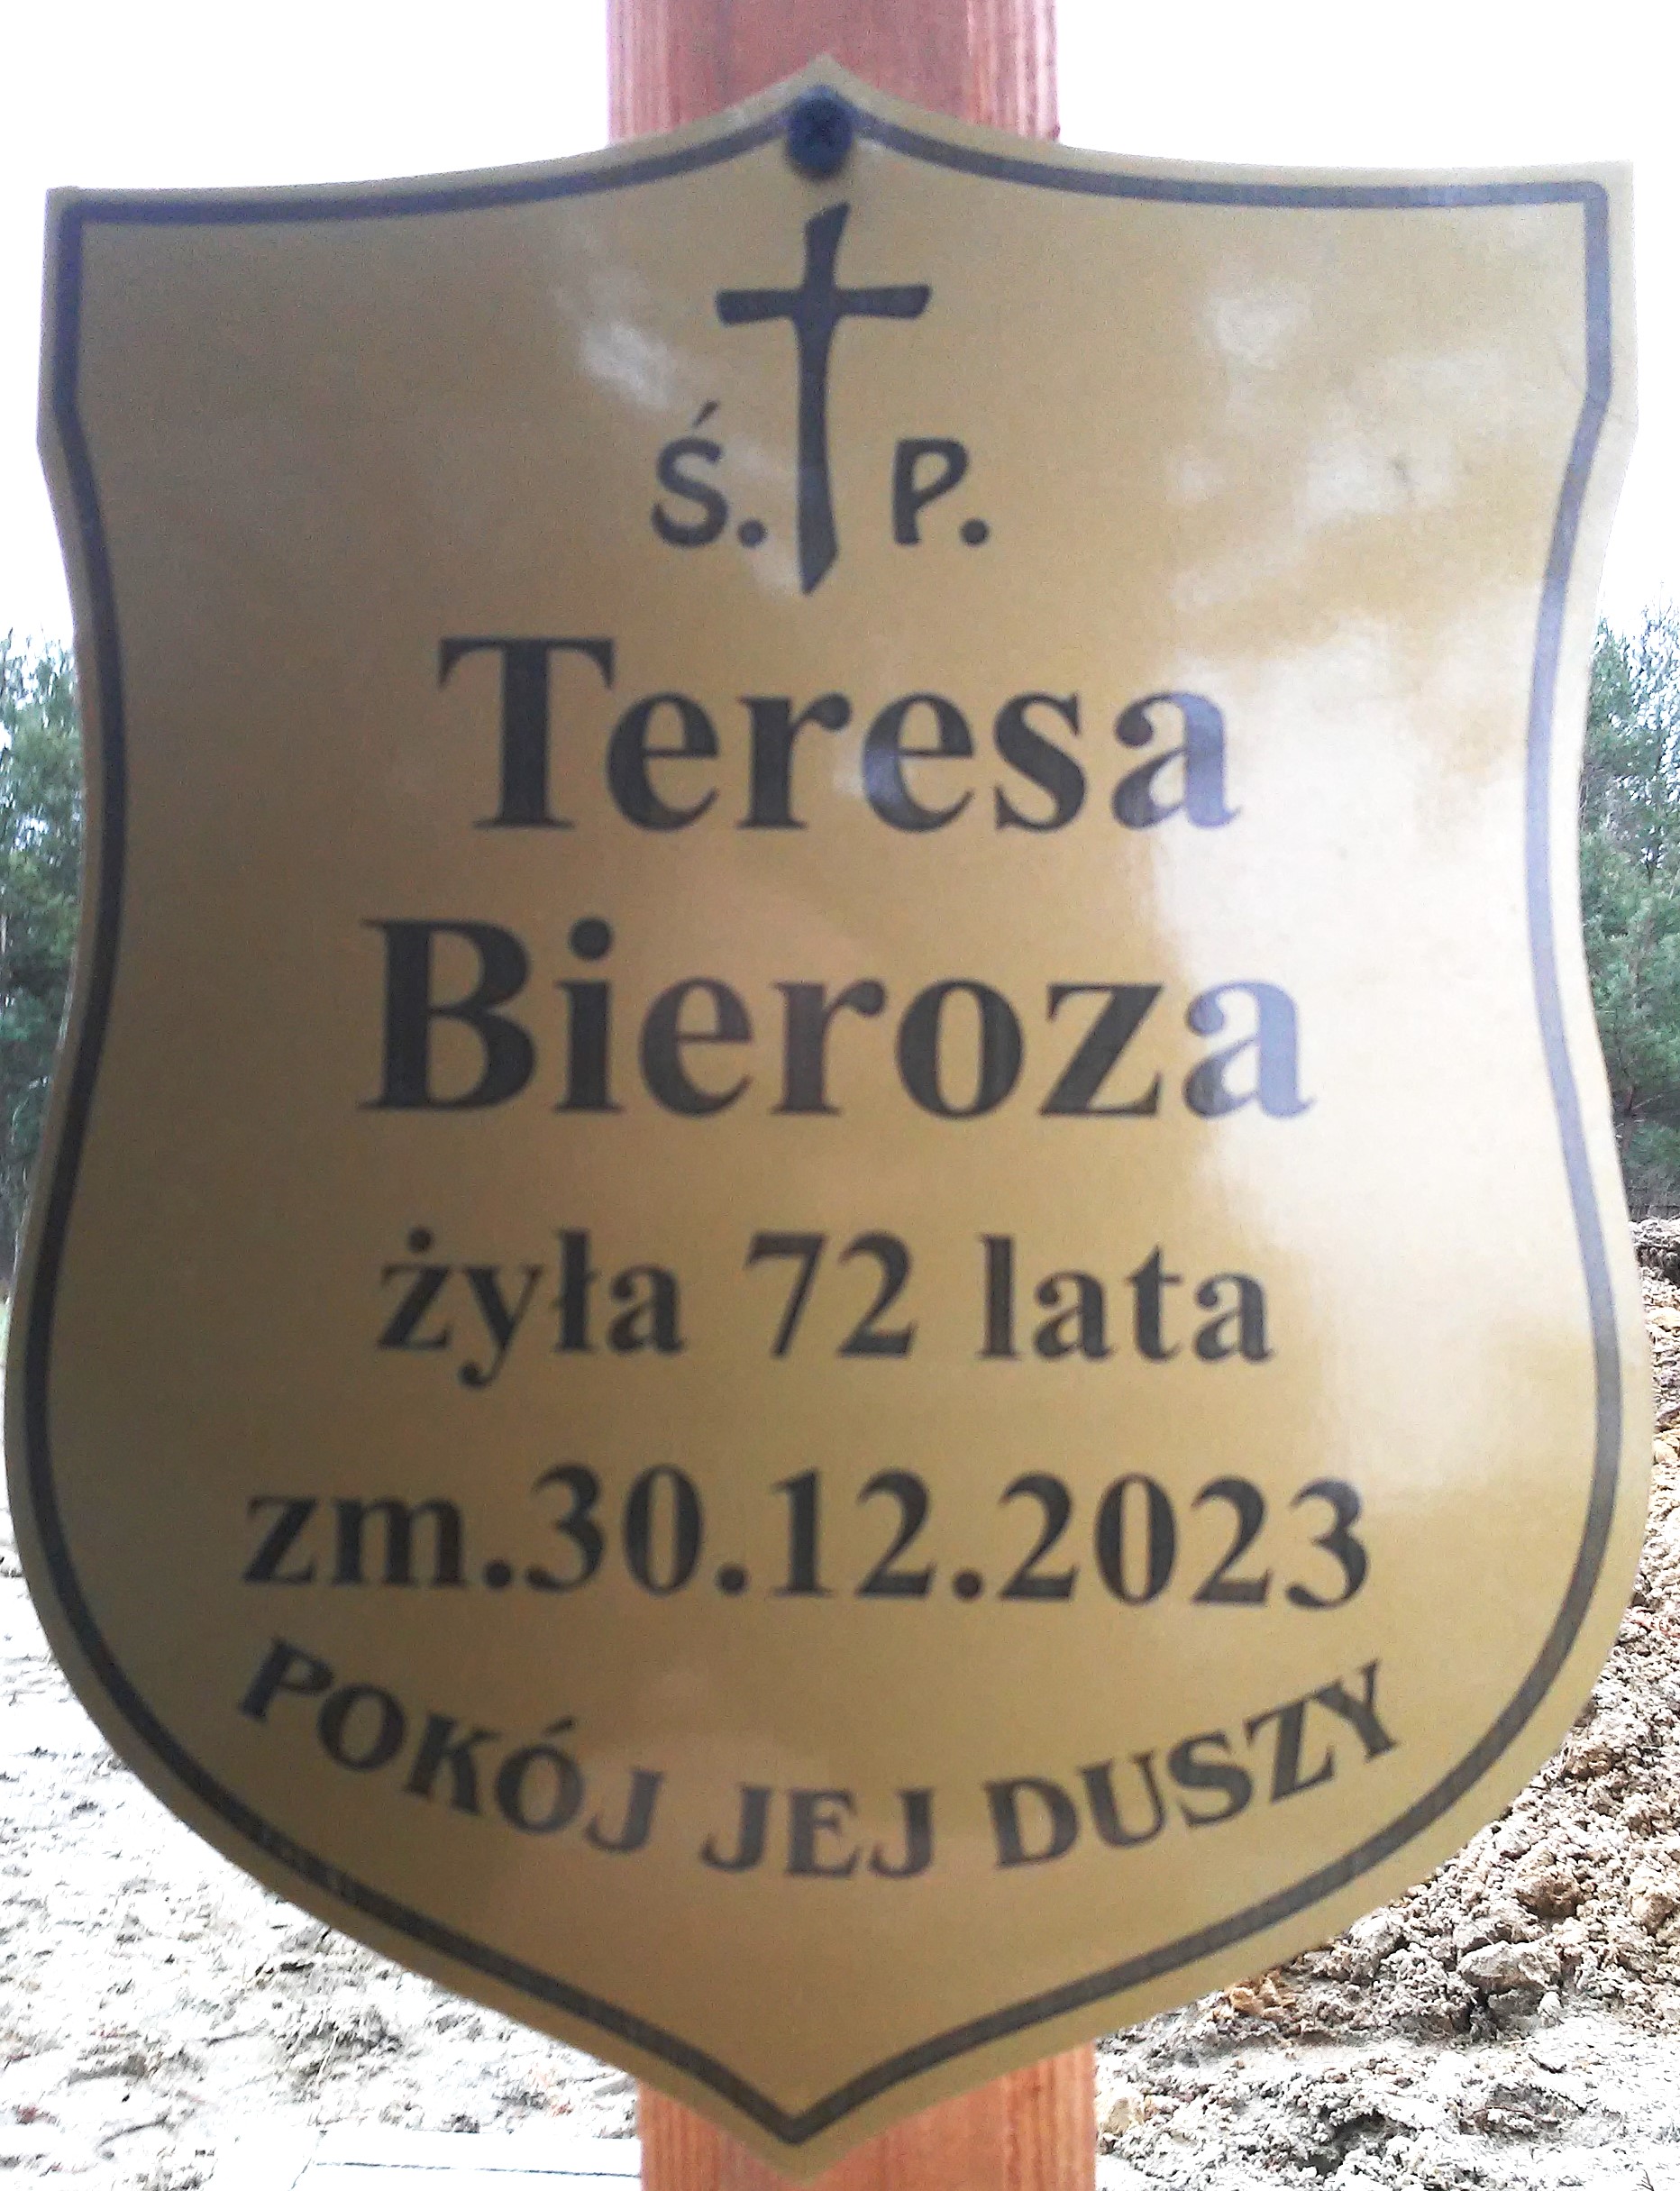 Ś. P.
Teresa
Bieroza
żyła 72 lata
zm.30.12.2023
POKÓJ JEJ DUSZY